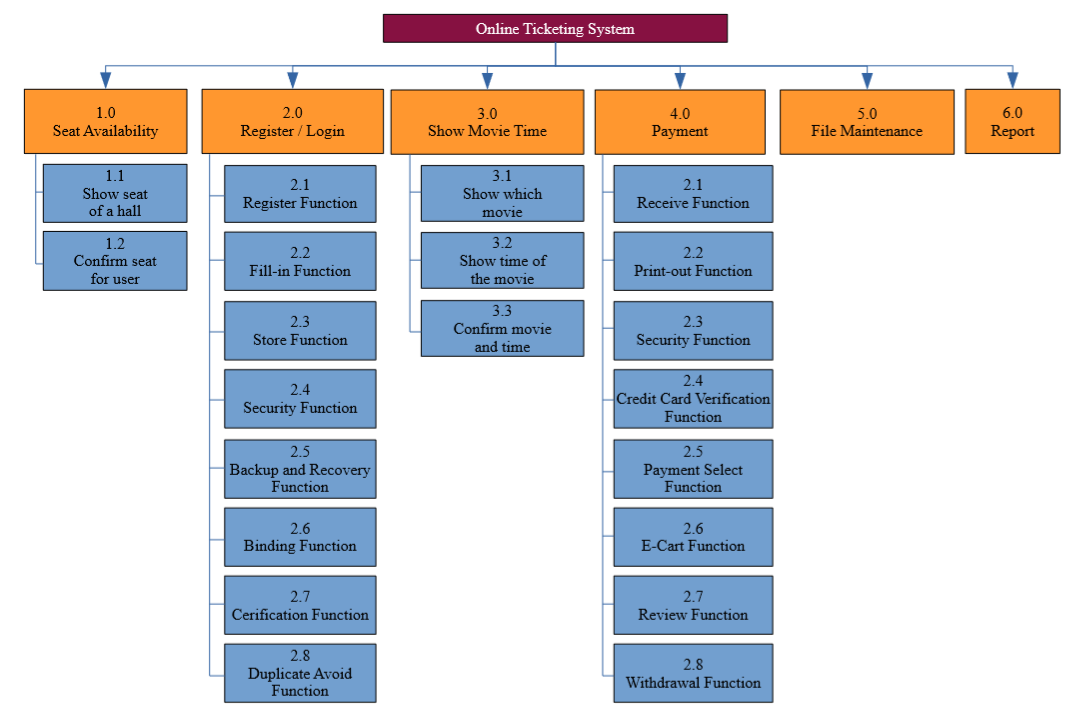 Online Ticketing System
1.0
Seat Availability
1.1
Show seat
of a hall
1.2
Confirm seat
for user
2.0
Register / Login
2.1
Register Function
2.2
Fill-in Function
2.3
Store Function
2.4
Security Function
2.5
Backup and Recovery
Function
2.6
Binding Function
2.7
Cerification Function
2.8
Duplicate Avoid
Function
3.0
Show Movie Time
3.1
Show which
movie
3.2
Show time of
the movie
3.3
Confirm movie
and time
4.0
Payment
2.1
Receive Function
2.2
Print-out Function
2.3
Security Function
2.4
Credit Card Verification
Function
2.5
Payment Select
Function
2.6
E-Cart Function
2.7
Review Function
2.8
Withdrawal Function
5.0
File Maintenance
6.0
Report